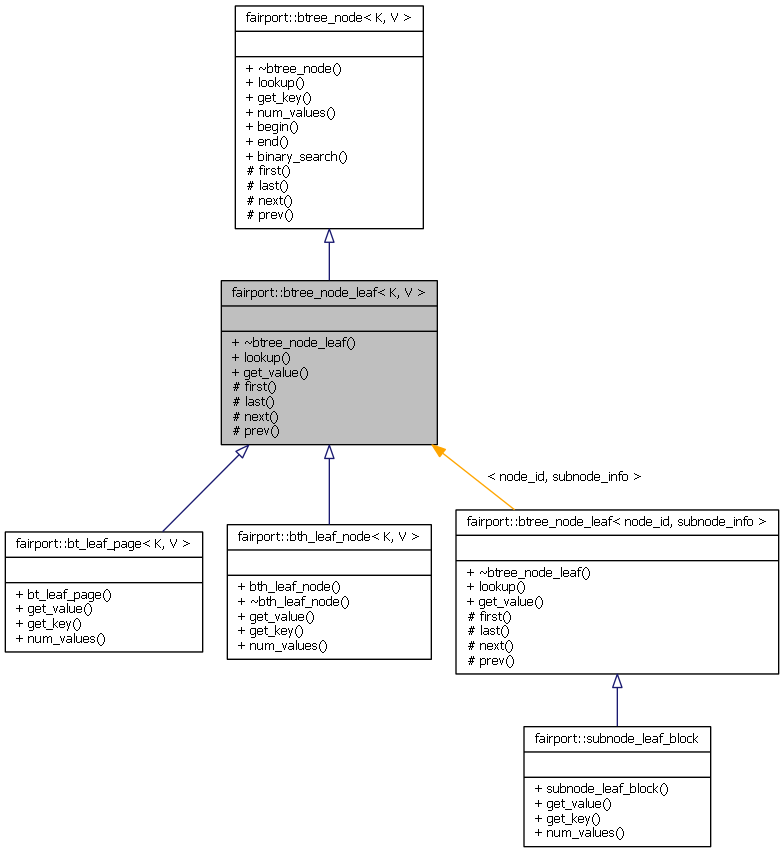 fairport::btree_node< K, V >
+ ~btree_node()
+ lookup()
+ get_key()
+ num_values()
+ begin()
+ end()
+ binary_search()
# first()
# last()
# next()
# prev()
fairport::btree_node_leaf< K, V >
+ ~btree_node_leaf()
+ lookup()
+ get_value()
# first()
# last()
# next()
# prev()
< node_id, subnode_info >
fairport::bt_leaf_page< K, V >
+ bt_leaf_page()
+ get_value()
+ get_key()
+ num_values()
fairport::bth_leaf_node< K, V >
+ bth_leaf_node()
+ ~bth_leaf_node()
+ get_value()
+ get_key()
+ num_values()
fairport::btree_node_leaf< node_id, subnode_info >
+ ~btree_node_leaf()
+ lookup()
+ get_value()
# first()
# last()
# next()
# prev()
fairport::subnode_leaf_block
+ subnode_leaf_block()
+ get_value()
+ get_key()
+ num_values()